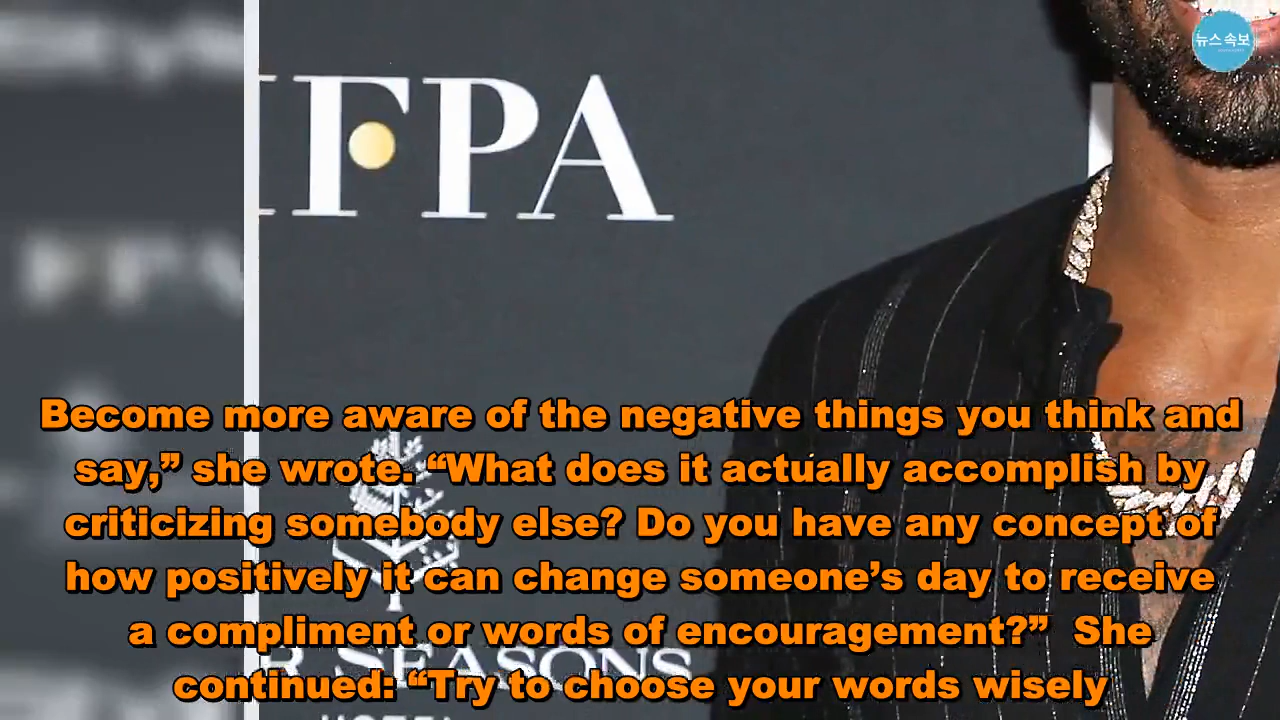 뉴스 속보
HFPA
Become more aware of the negative things you think and
say,” she wrote. “What does it actually accomplish by
criticizing somebody else? Do you have any concept of
how positively it can change someone’s day to receive
a compliment or words of encouragement?”  She
continued: “Try to choose your words wisely
R SEASONS